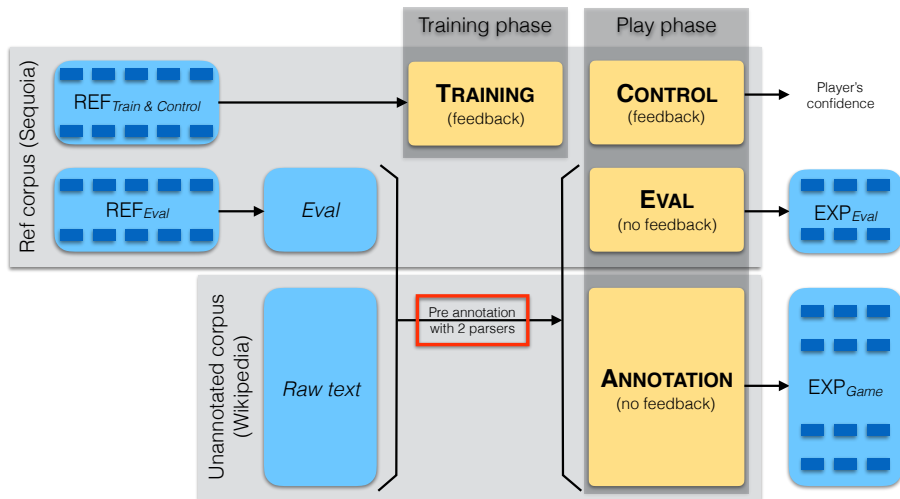 Training phase
Play phase
Ref corpus (Sequoia)
REFTrain & Control
TRAINING
(feedback)
CONTROL
(feedback)
Player's
confidence
REFEval
Eval
EVAL
(no feedback)
EXPEval
Unannotated corpus
(Wikipedia)
Raw text
Pre annotation
with 2 parsers
ANNOTATION
(no feedback)
EXPGame